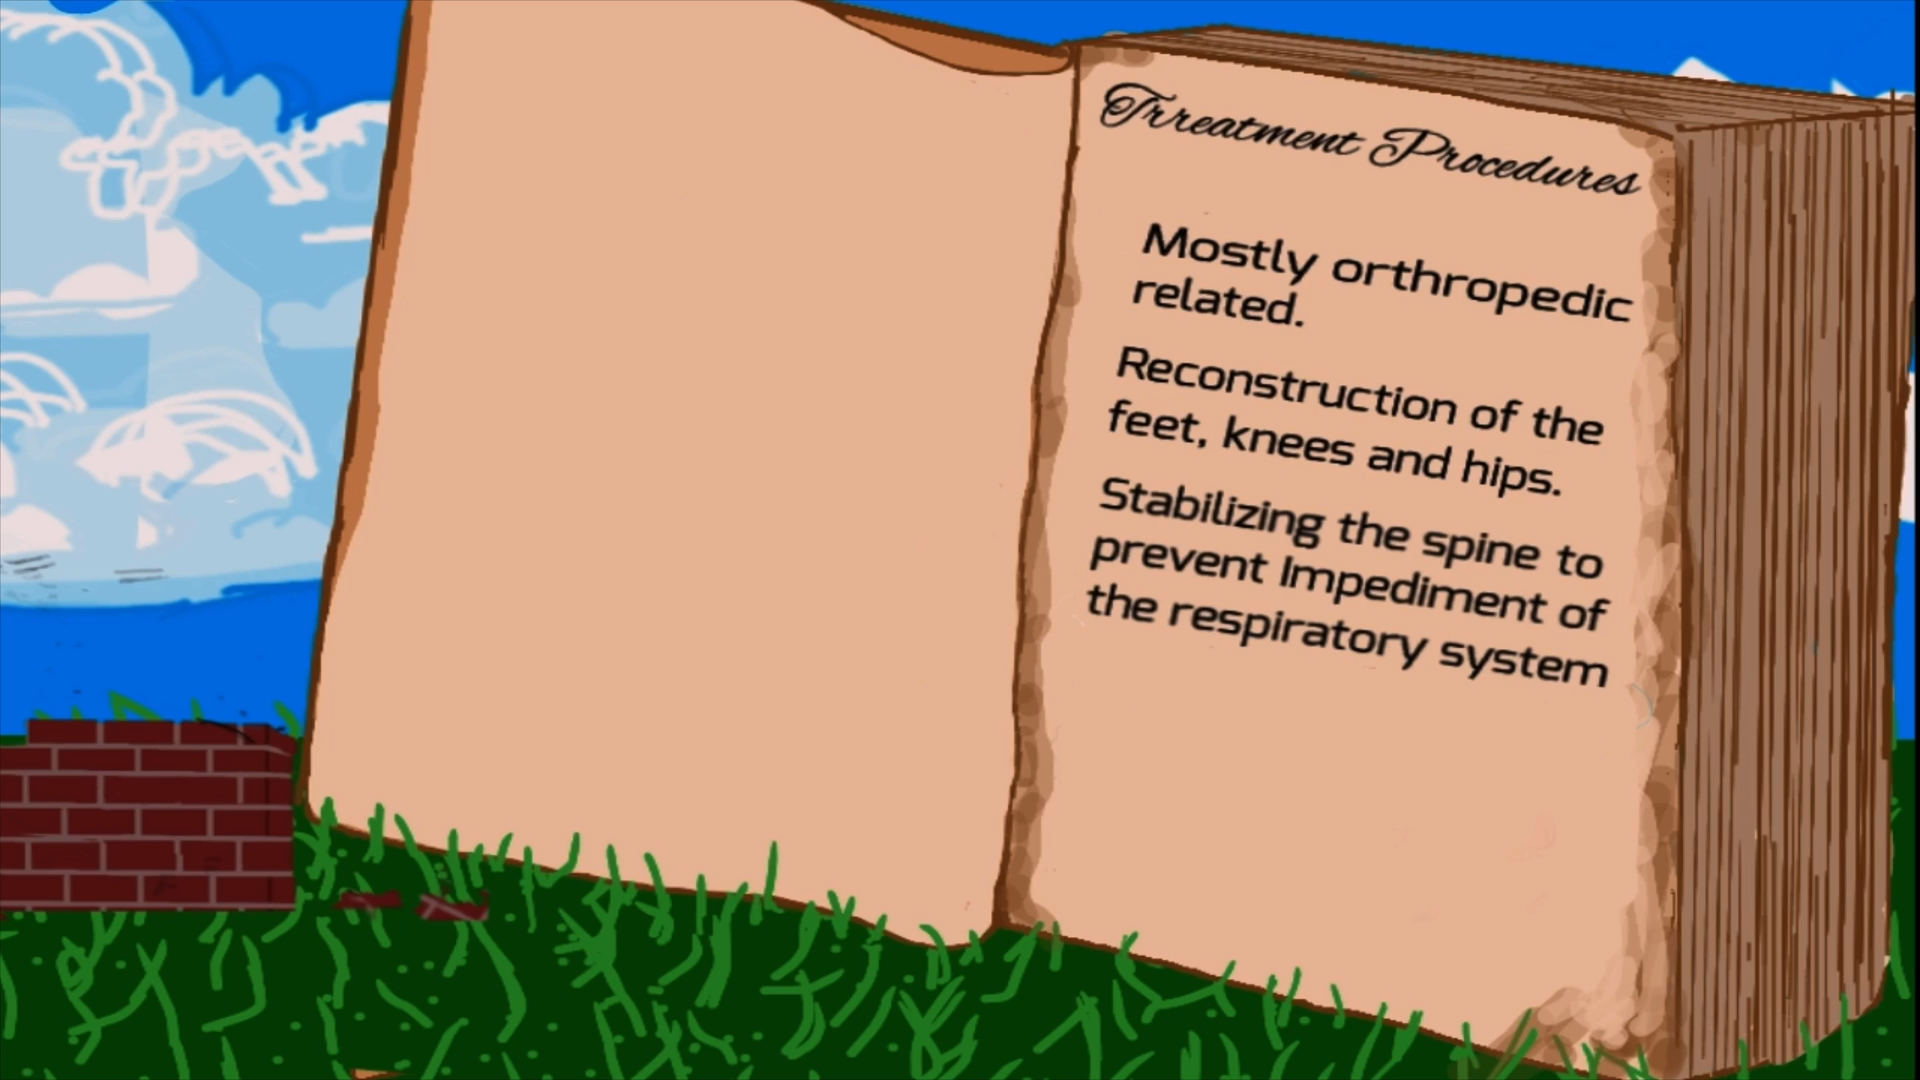 Trreatment Procedures
Mostly orthropedic
related.
Reconstruction of the
feet, knees and hips.
Stabilizing the spine to
prevent Impediment of
the respiratory system